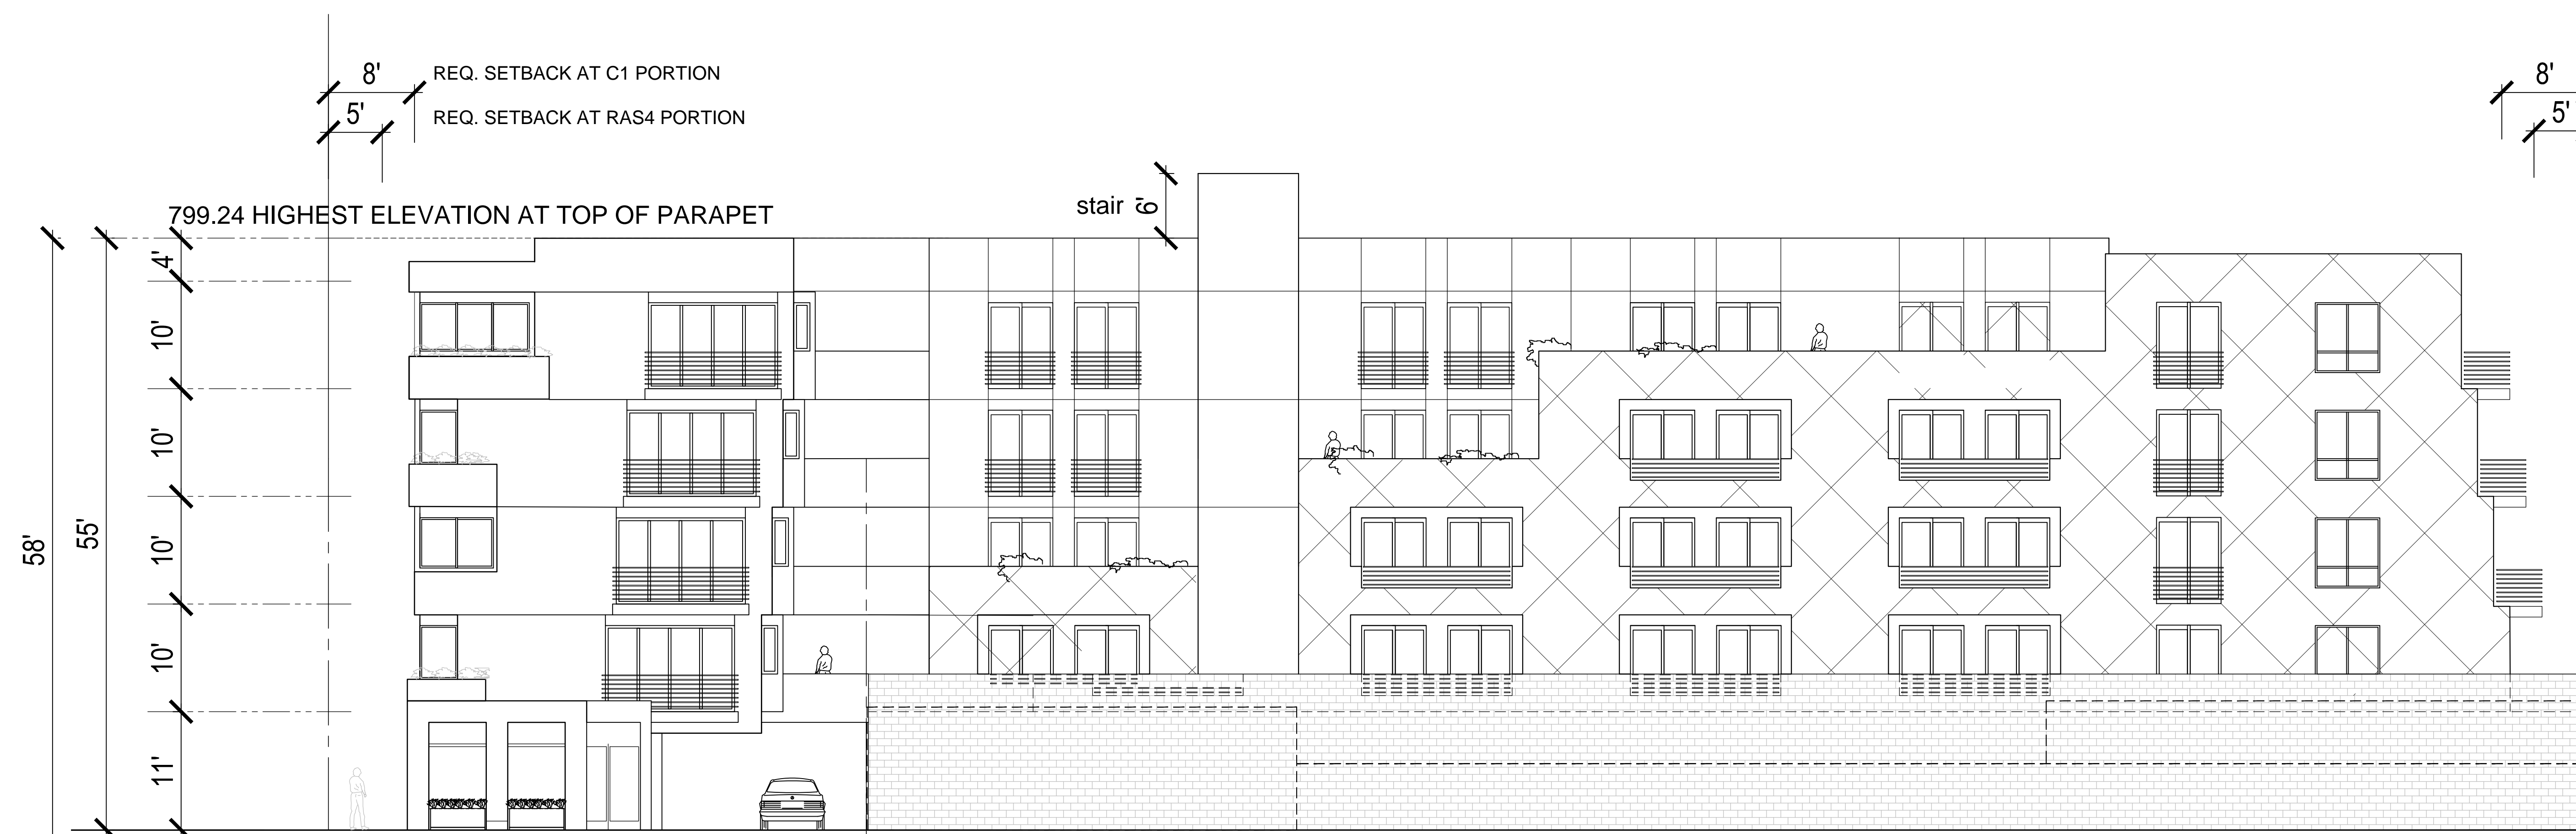 8' REQ. SETBACK AT C1 PORTION
8'
5' REQ. SETBACK AT RAS4 PORTION
5'
799.24 HIGHEST ELEVATION AT TOP OF PARAPET
stair 6'
4'
10'
10'
10'
10'
11'
58'
55'